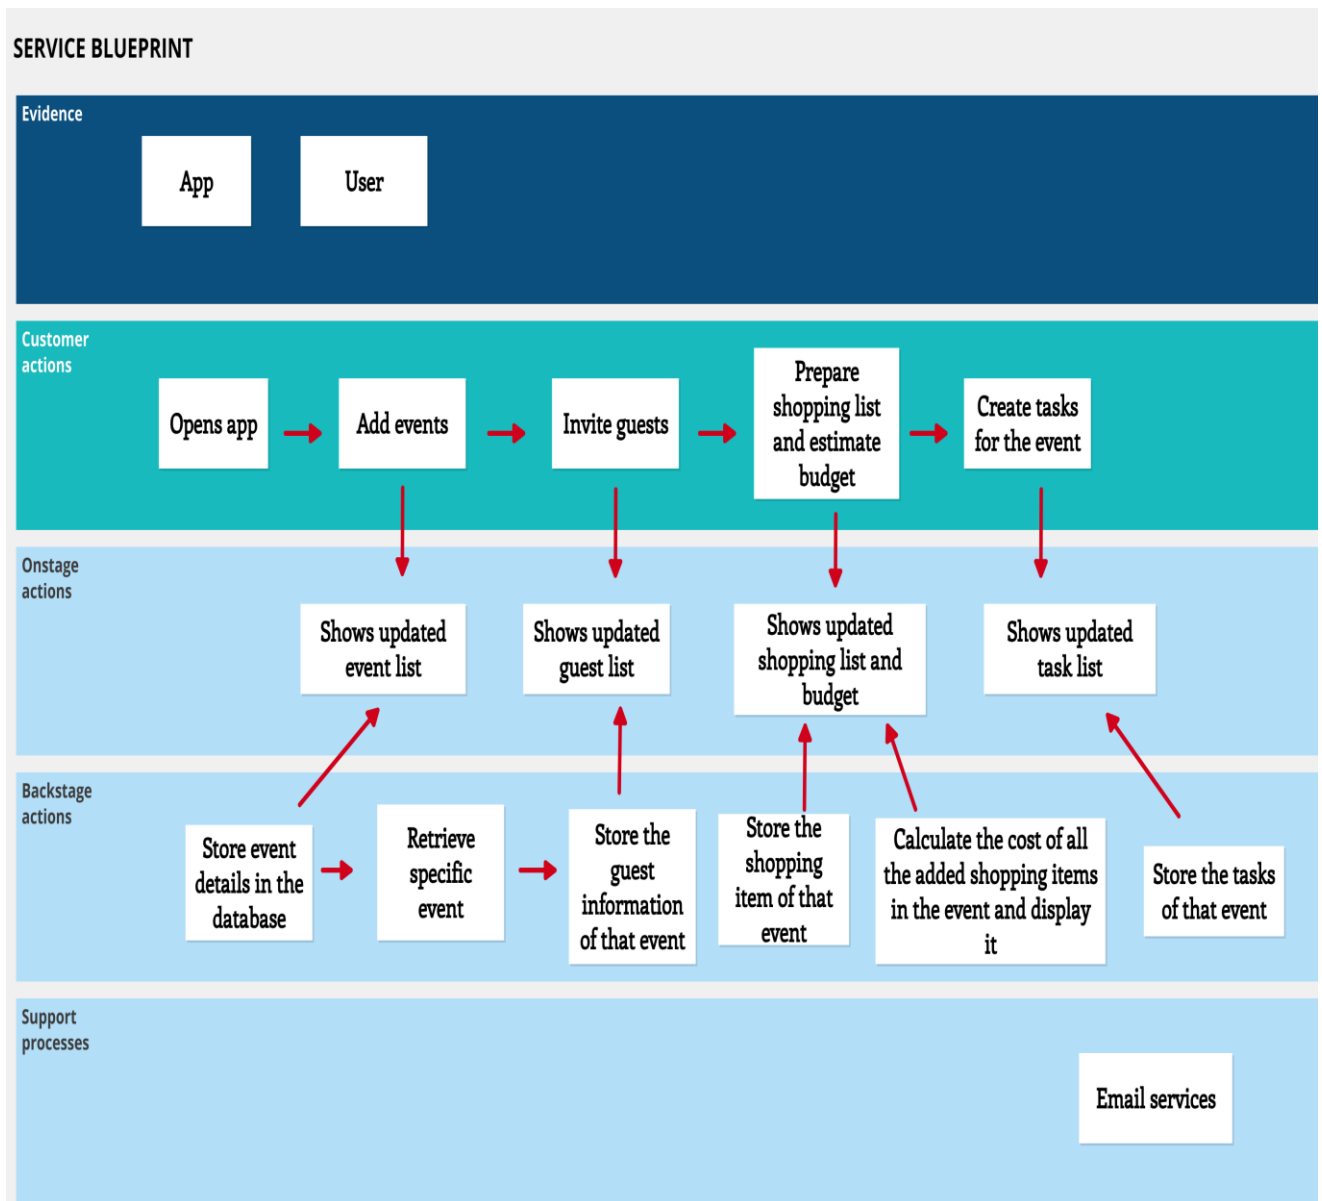 SERVICE BLUEPRINT
Evidence
App
User
Customer
actions
Opens app
Add events
Invite guests
Prepare
shopping list
and estimate
budget
Create tasks
for the event
Onstage
actions
Shows updated
event list
Shows updated
guest list
Shows updated
shopping list and
budget
Shows updated
task list
Backstage
actions
Store event
details in the
database
Retrieve
specific
event
Store the
guest
information
of that event
Store the
shopping
item of that
event
Calculate the cost of all
the added shopping items
in the event and display
it
Store the tasks
of that event
Support
processes
Email services